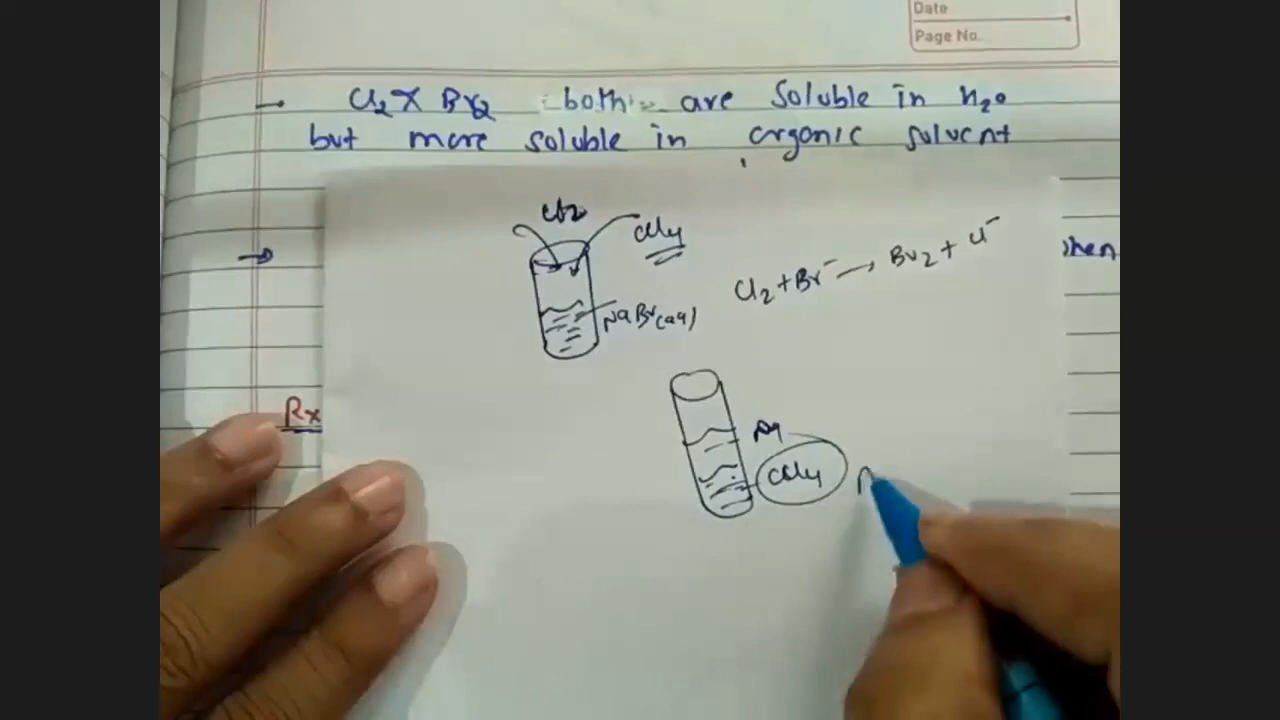 Date
Page No.
→ Cl2 & Br2 both are soluble in H2O
but more soluble in organic solvent
Cl2
CCl4
Cl2 + Br⁻ → Br2 + Cl⁻
→
NaBr(aq)
Rx
Aq
CCl4